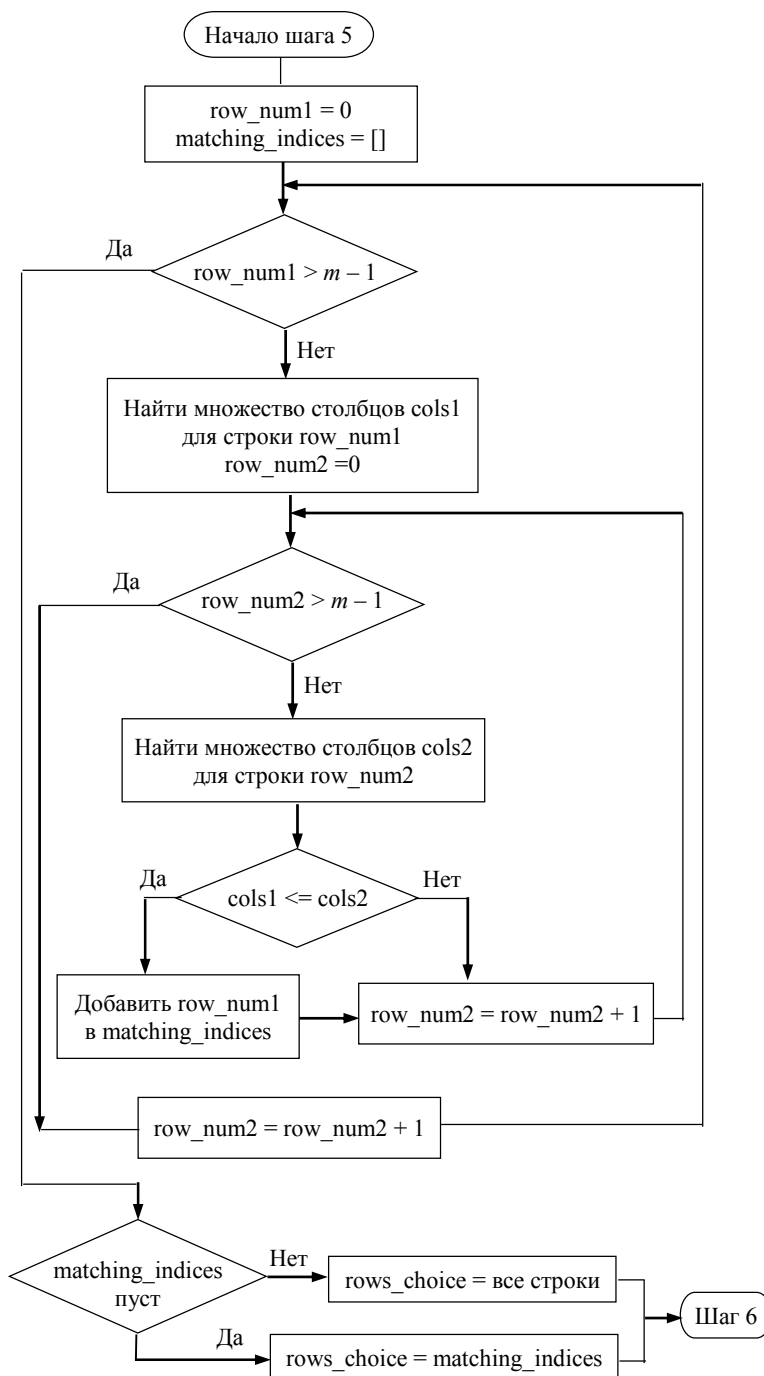 Начало шага 5
row_num1 = 0
matching_indices = []
Да
row_num1 > m – 1
Нет
Найти множество столбцов cols1
для строки row_num1
row_num2 =0
Да
row_num2 > m – 1
Нет
Найти множество столбцов cols2
для строки row_num2
Да
cols1 <= cols2
Нет
Добавить row_num1
в matching_indices
row_num2 = row_num2 + 1
row_num2 = row_num2 + 1
matching_indices
пуст
Нет
rows_choice = все строки
Шаг 6
Да
rows_choice = matching_indices